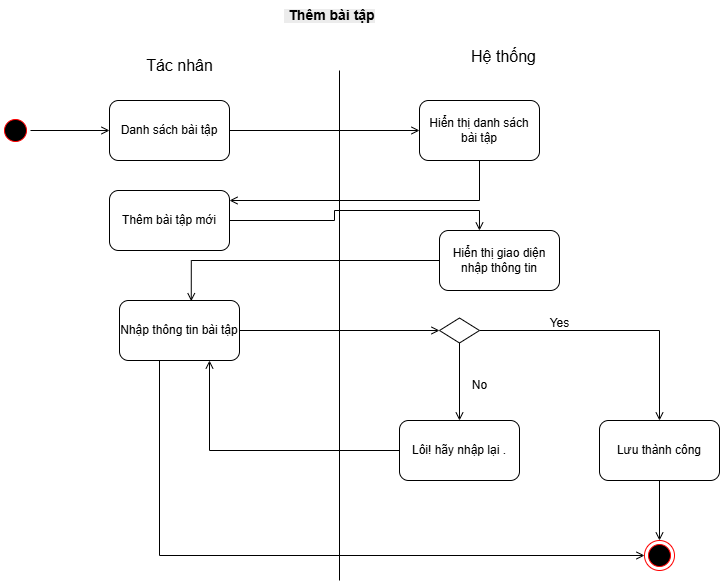 Thêm bài tập
Tác nhân
Hệ thống
Danh sách bài tập
Hiển thị danh sách
bài tập
Thêm bài tập mới
Hiển thị giao diện
nhập thông tin
Nhập thông tin bài tập
Yes
No
Lôi! hãy nhập lại .
Lưu thành công